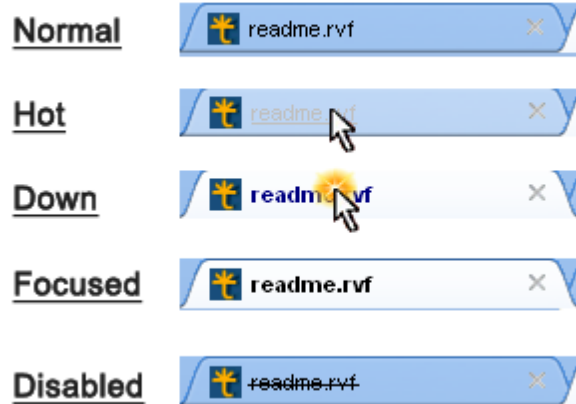 Normal readme.rvf
Hot readme.rvf
Down readme.rvf
Focused readme.rvf
Disabled readme.rvf